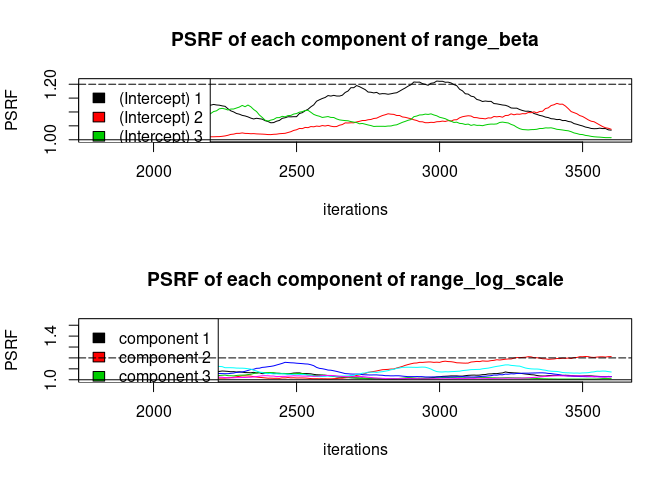 PSRF of each component of range_beta
PSRF
1.20
1.00
(Intercept) 1
(Intercept) 2
(Intercept) 3
2000 2500 3000 3500
iterations
PSRF of each component of range_log_scale
PSRF
1.4
1.0
component 1
component 2
component 3
2000 2500 3000 3500
iterations